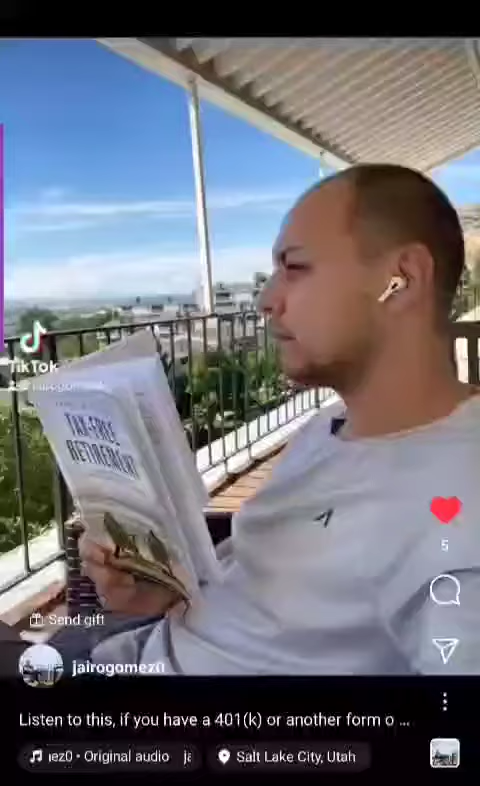 TikTok
TAX-FREE
RETIREMENT
5
Send gift
jairogomez0
Listen to this, if you have a 401(k) or another form o ...
ez0 • Original audio
Salt Lake City, Utah